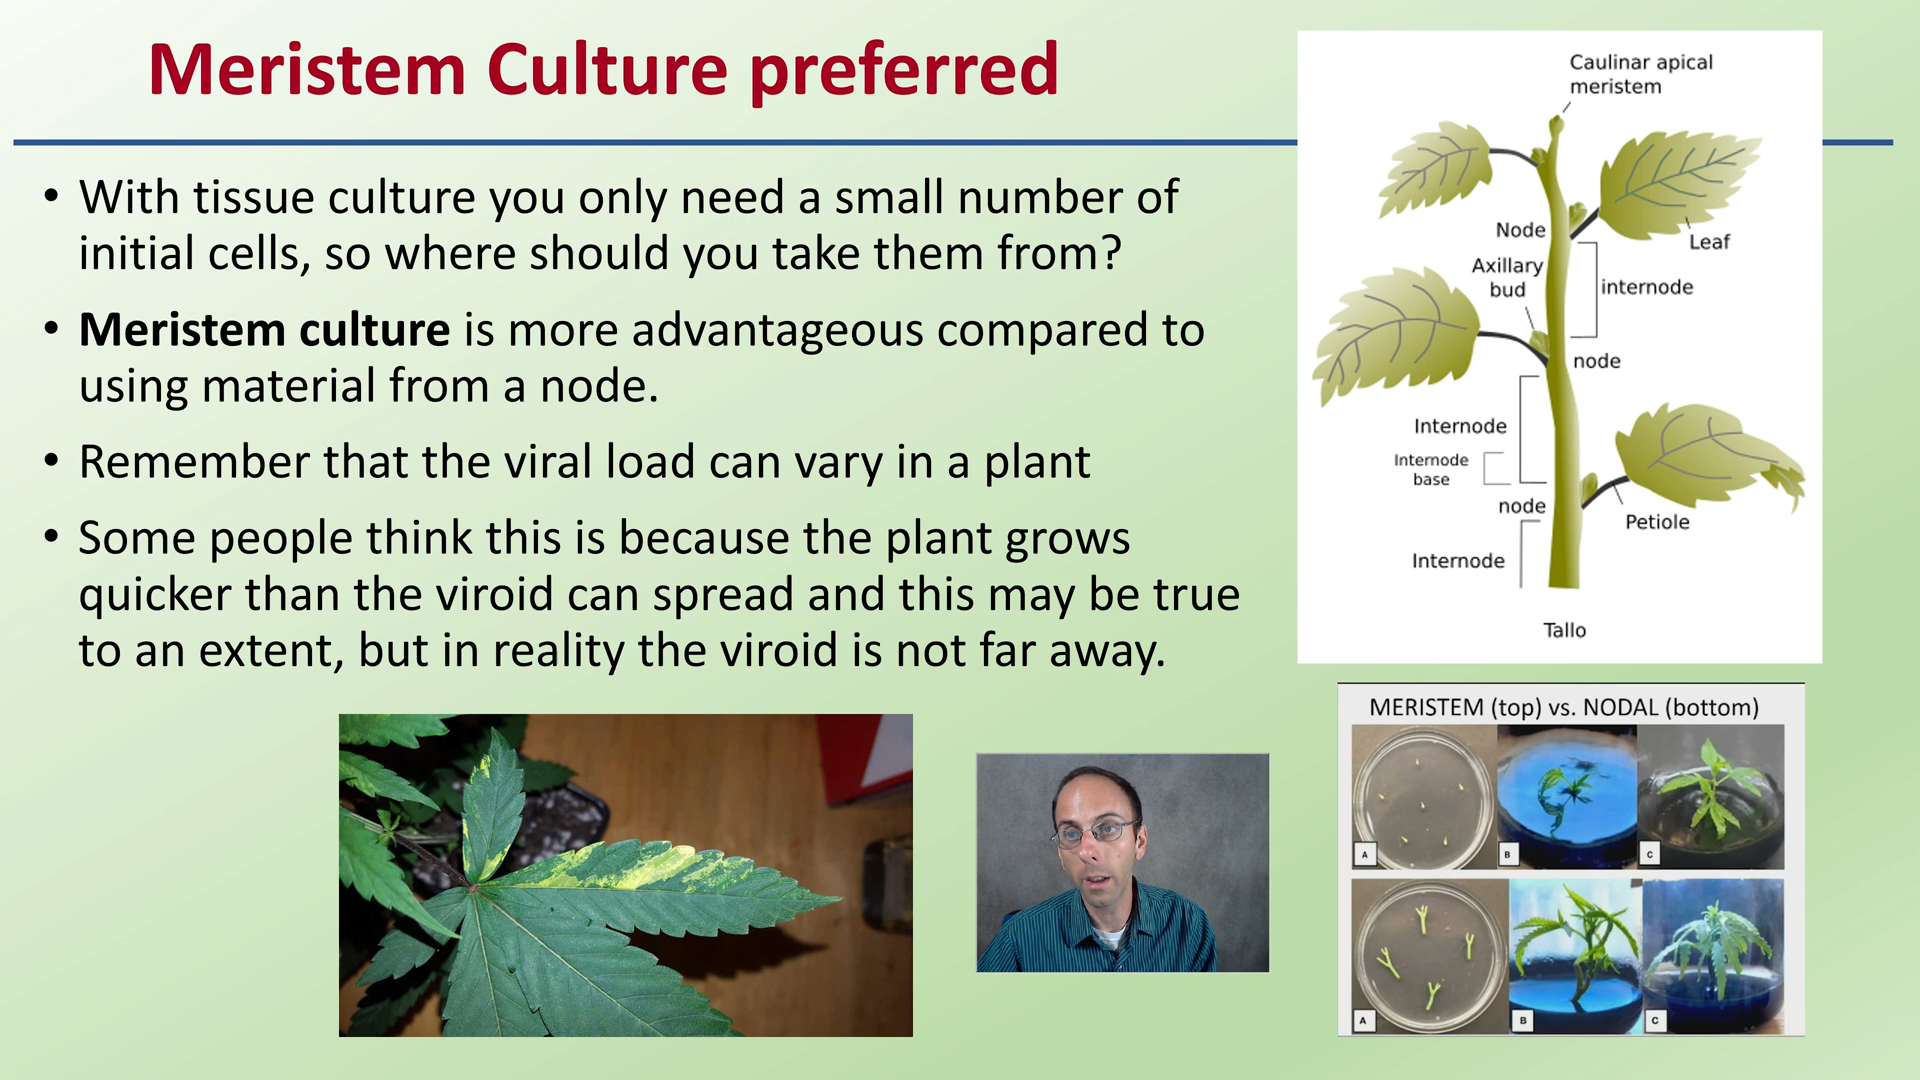 Meristem Culture preferred
• With tissue culture you only need a small number of
initial cells, so where should you take them from?
• Meristem culture is more advantageous compared to
using material from a node.
• Remember that the viral load can vary in a plant
• Some people think this is because the plant grows
quicker than the viroid can spread and this may be true
to an extent, but in reality the viroid is not far away.
Caulinar apical
meristem
Node
Leaf
Axillary
bud
internode
node
Internode
Internode
base
node
Petiole
Internode
Tallo
MERISTEM (top) vs. NODAL (bottom)
A
B
C
A
B
C